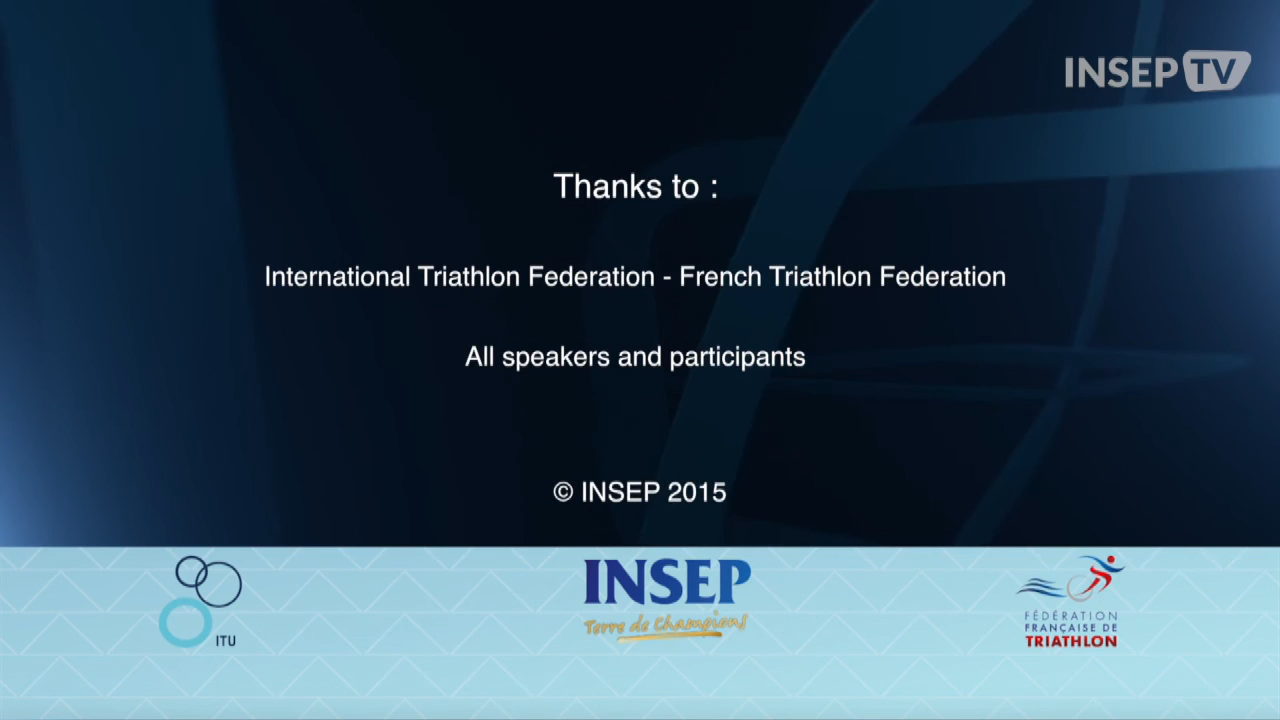 INSEP TV
Thanks to :
International Triathlon Federation - French Triathlon Federation
All speakers and participants
© INSEP 2015
ITU
INSEP
Terre de Champions
FÉDÉRATION
FRANÇAISE DE
TRIATHLON